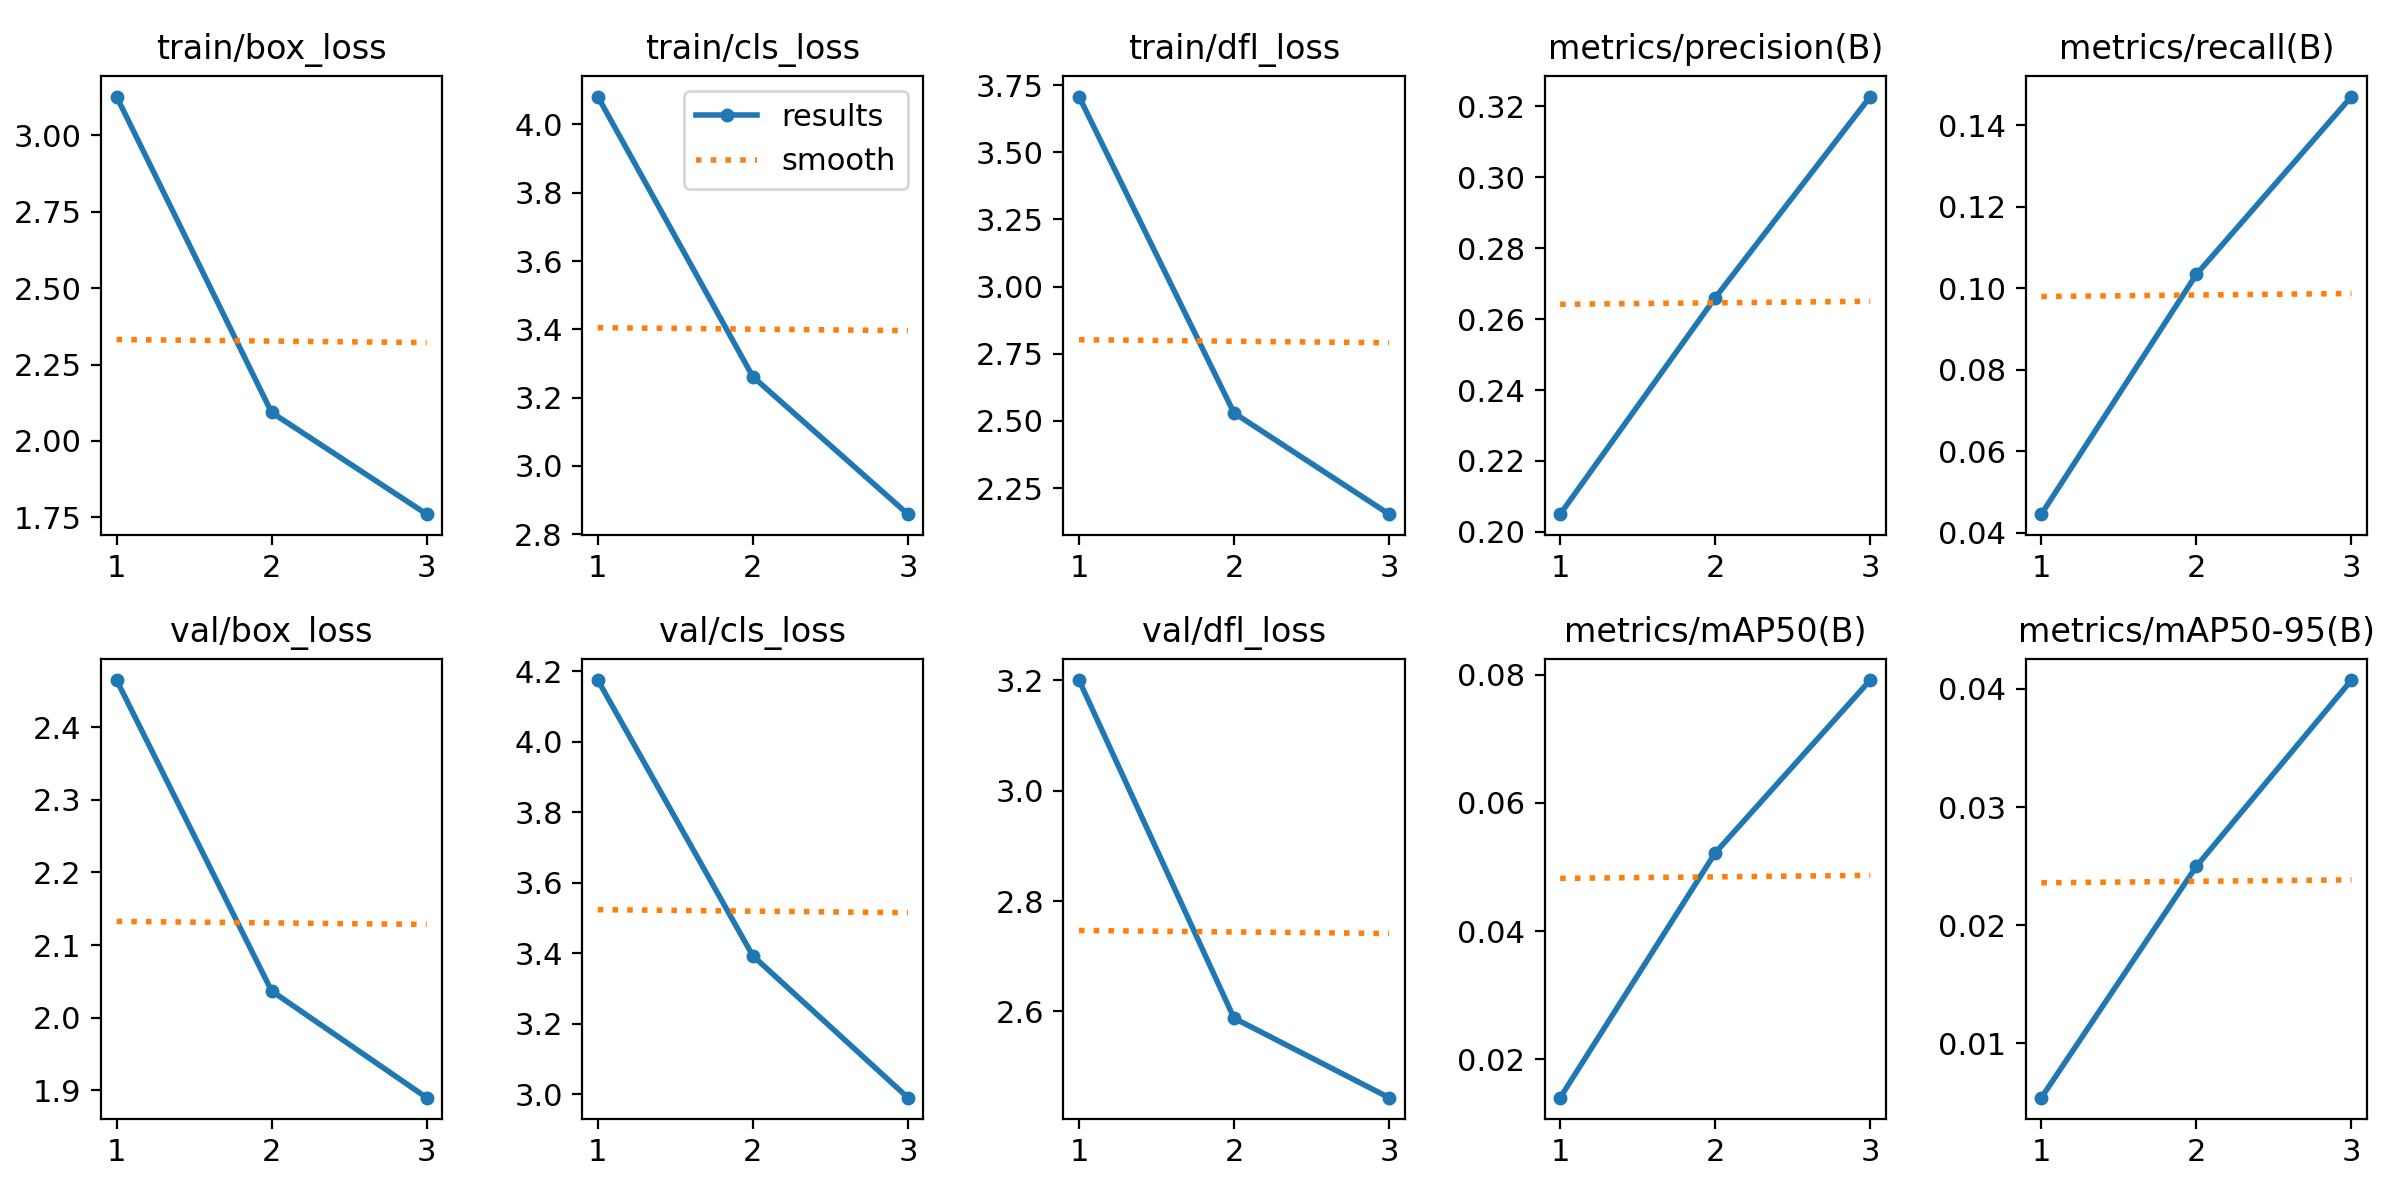 train/box_loss
3.00
2.75
2.50
2.25
2.00
1.75
1 2 3
train/cls_loss
results
smooth
4.0
3.8
3.6
3.4
3.2
3.0
2.8
1 2 3
train/dfl_loss
3.75
3.50
3.25
3.00
2.75
2.50
2.25
1 2 3
metrics/precision(B)
0.32
0.30
0.28
0.26
0.24
0.22
0.20
1 2 3
metrics/recall(B)
0.14
0.12
0.10
0.08
0.06
0.04
1 2 3
val/box_loss
2.4
2.3
2.2
2.1
2.0
1.9
1 2 3
val/cls_loss
4.2
4.0
3.8
3.6
3.4
3.2
3.0
1 2 3
val/dfl_loss
3.2
3.0
2.8
2.6
1 2 3
metrics/mAP50(B)
0.08
0.06
0.04
0.02
1 2 3
metrics/mAP50-95(B)
0.04
0.03
0.02
0.01
1 2 3